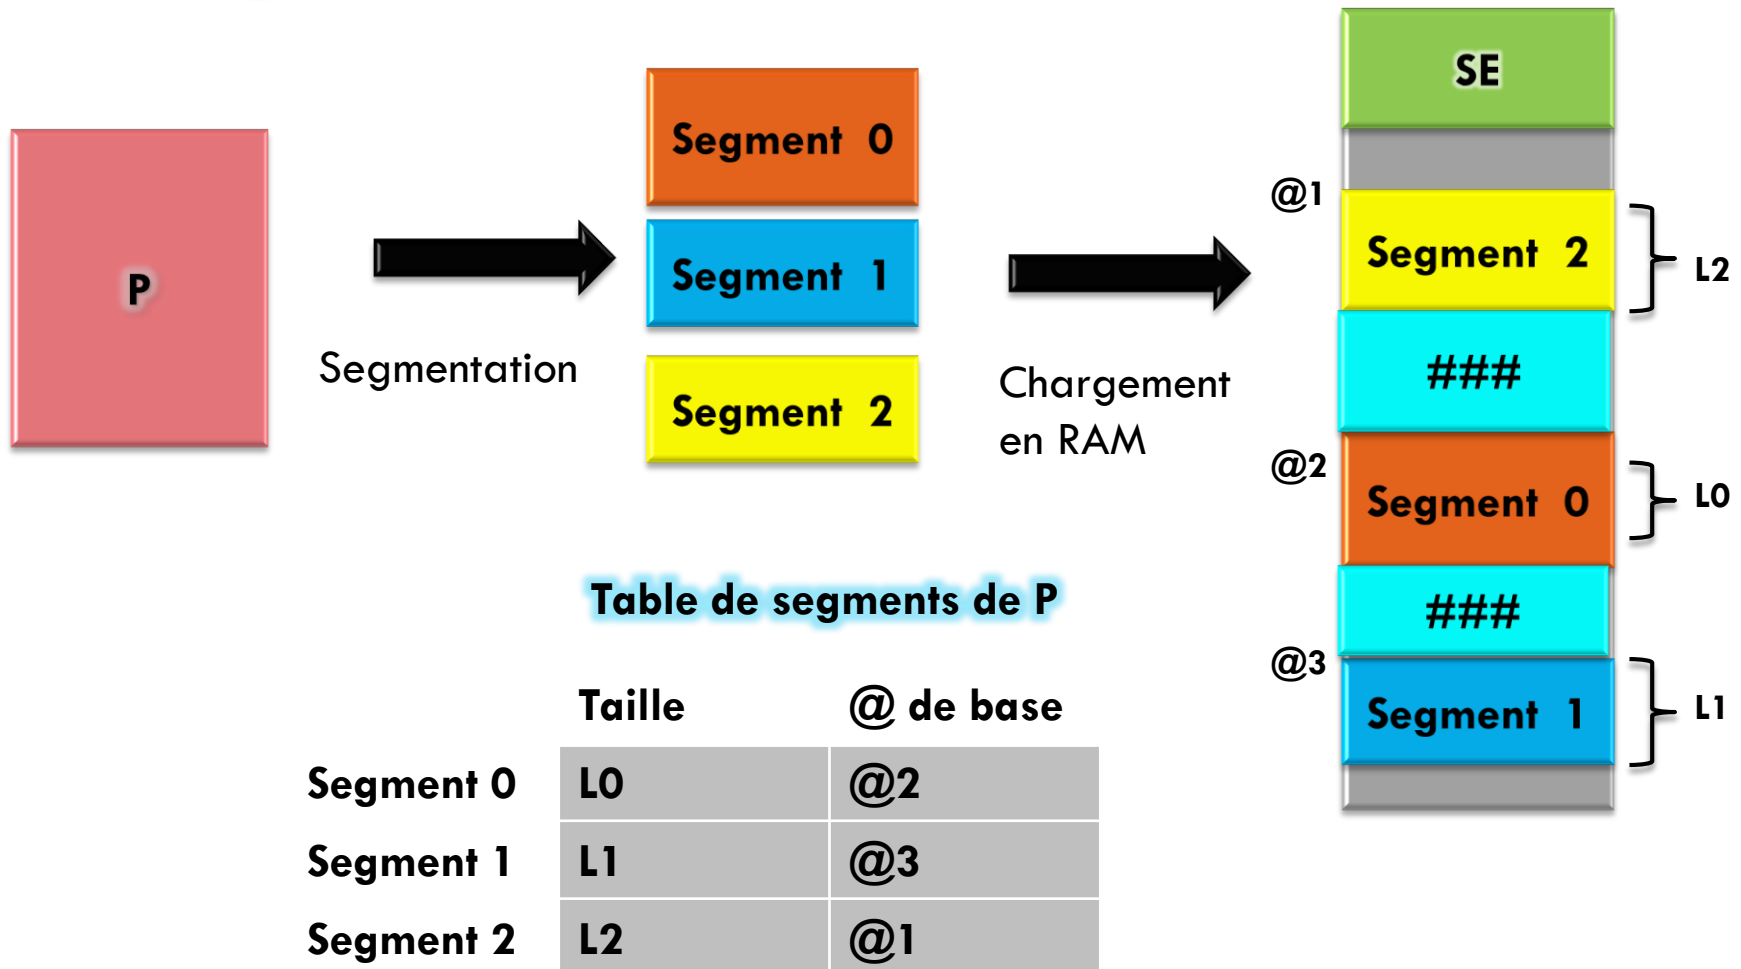 P
Segmentation
Segment 0
Segment 1
Segment 2
Chargement
en RAM
SE
@1
Segment 2
L2
###
@2
Segment 0
L0
###
@3
Segment 1
L1
Table de segments de P
Taille @ de base
Segment 0 L0 @2
Segment 1 L1 @3
Segment 2 L2 @1